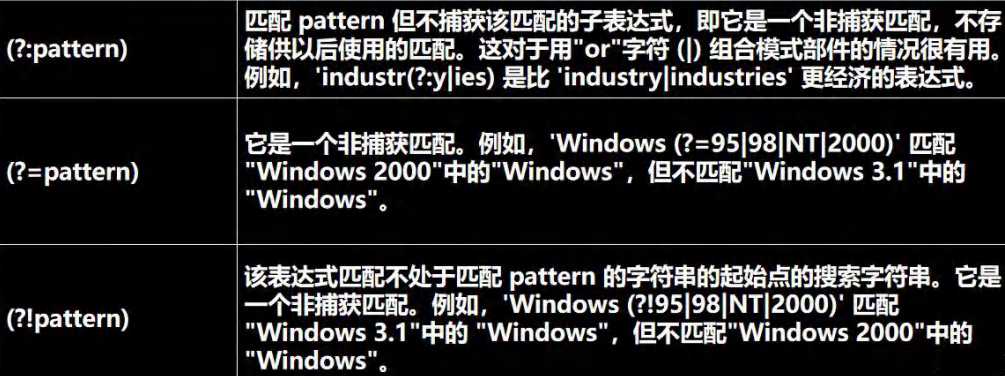 (?:pattern)
匹配 pattern 但不捕获该匹配的子表达式，即它是一个非捕获匹配，不存
储供以后使用的匹配。这对于用"or"字符 (|) 组合模式部件的情况很有用。
例如，'industr(?:y|ies) 是比 'industry|industries' 更经济的表达式。
(?=pattern)
它是一个非捕获匹配。例如，'Windows (?=95|98|NT|2000)' 匹配
"Windows 2000"中的"Windows"，但不匹配"Windows 3.1"中的
"Windows"。
(?!pattern)
该表达式匹配不处于匹配 pattern 的字符串的起始点的搜索字符串。它是
一个非捕获匹配。例如，'Windows (?!95|98|NT|2000)' 匹配
"Windows 3.1"中的 "Windows"，但不匹配"Windows 2000"中的
"Windows"。